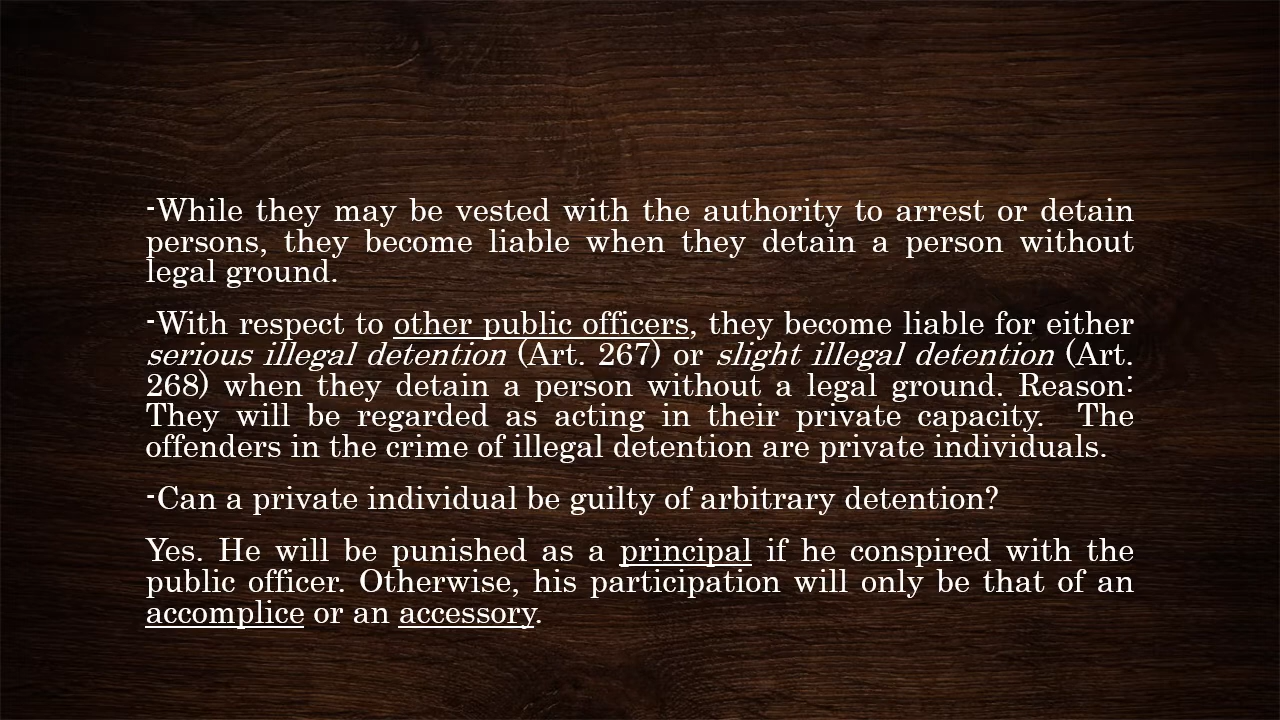 -While they may be vested with the authority to arrest or detain
persons, they become liable when they detain a person without
legal ground.
-With respect to other public officers, they become liable for either
serious illegal detention (Art. 267) or slight illegal detention (Art.
268) when they detain a person without a legal ground. Reason:
They will be regarded as acting in their private capacity. The
offenders in the crime of illegal detention are private individuals.
-Can a private individual be guilty of arbitrary detention?
Yes. He will be punished as a principal if he conspired with the
public officer. Otherwise, his participation will only be that of an
accomplice or an accessory.